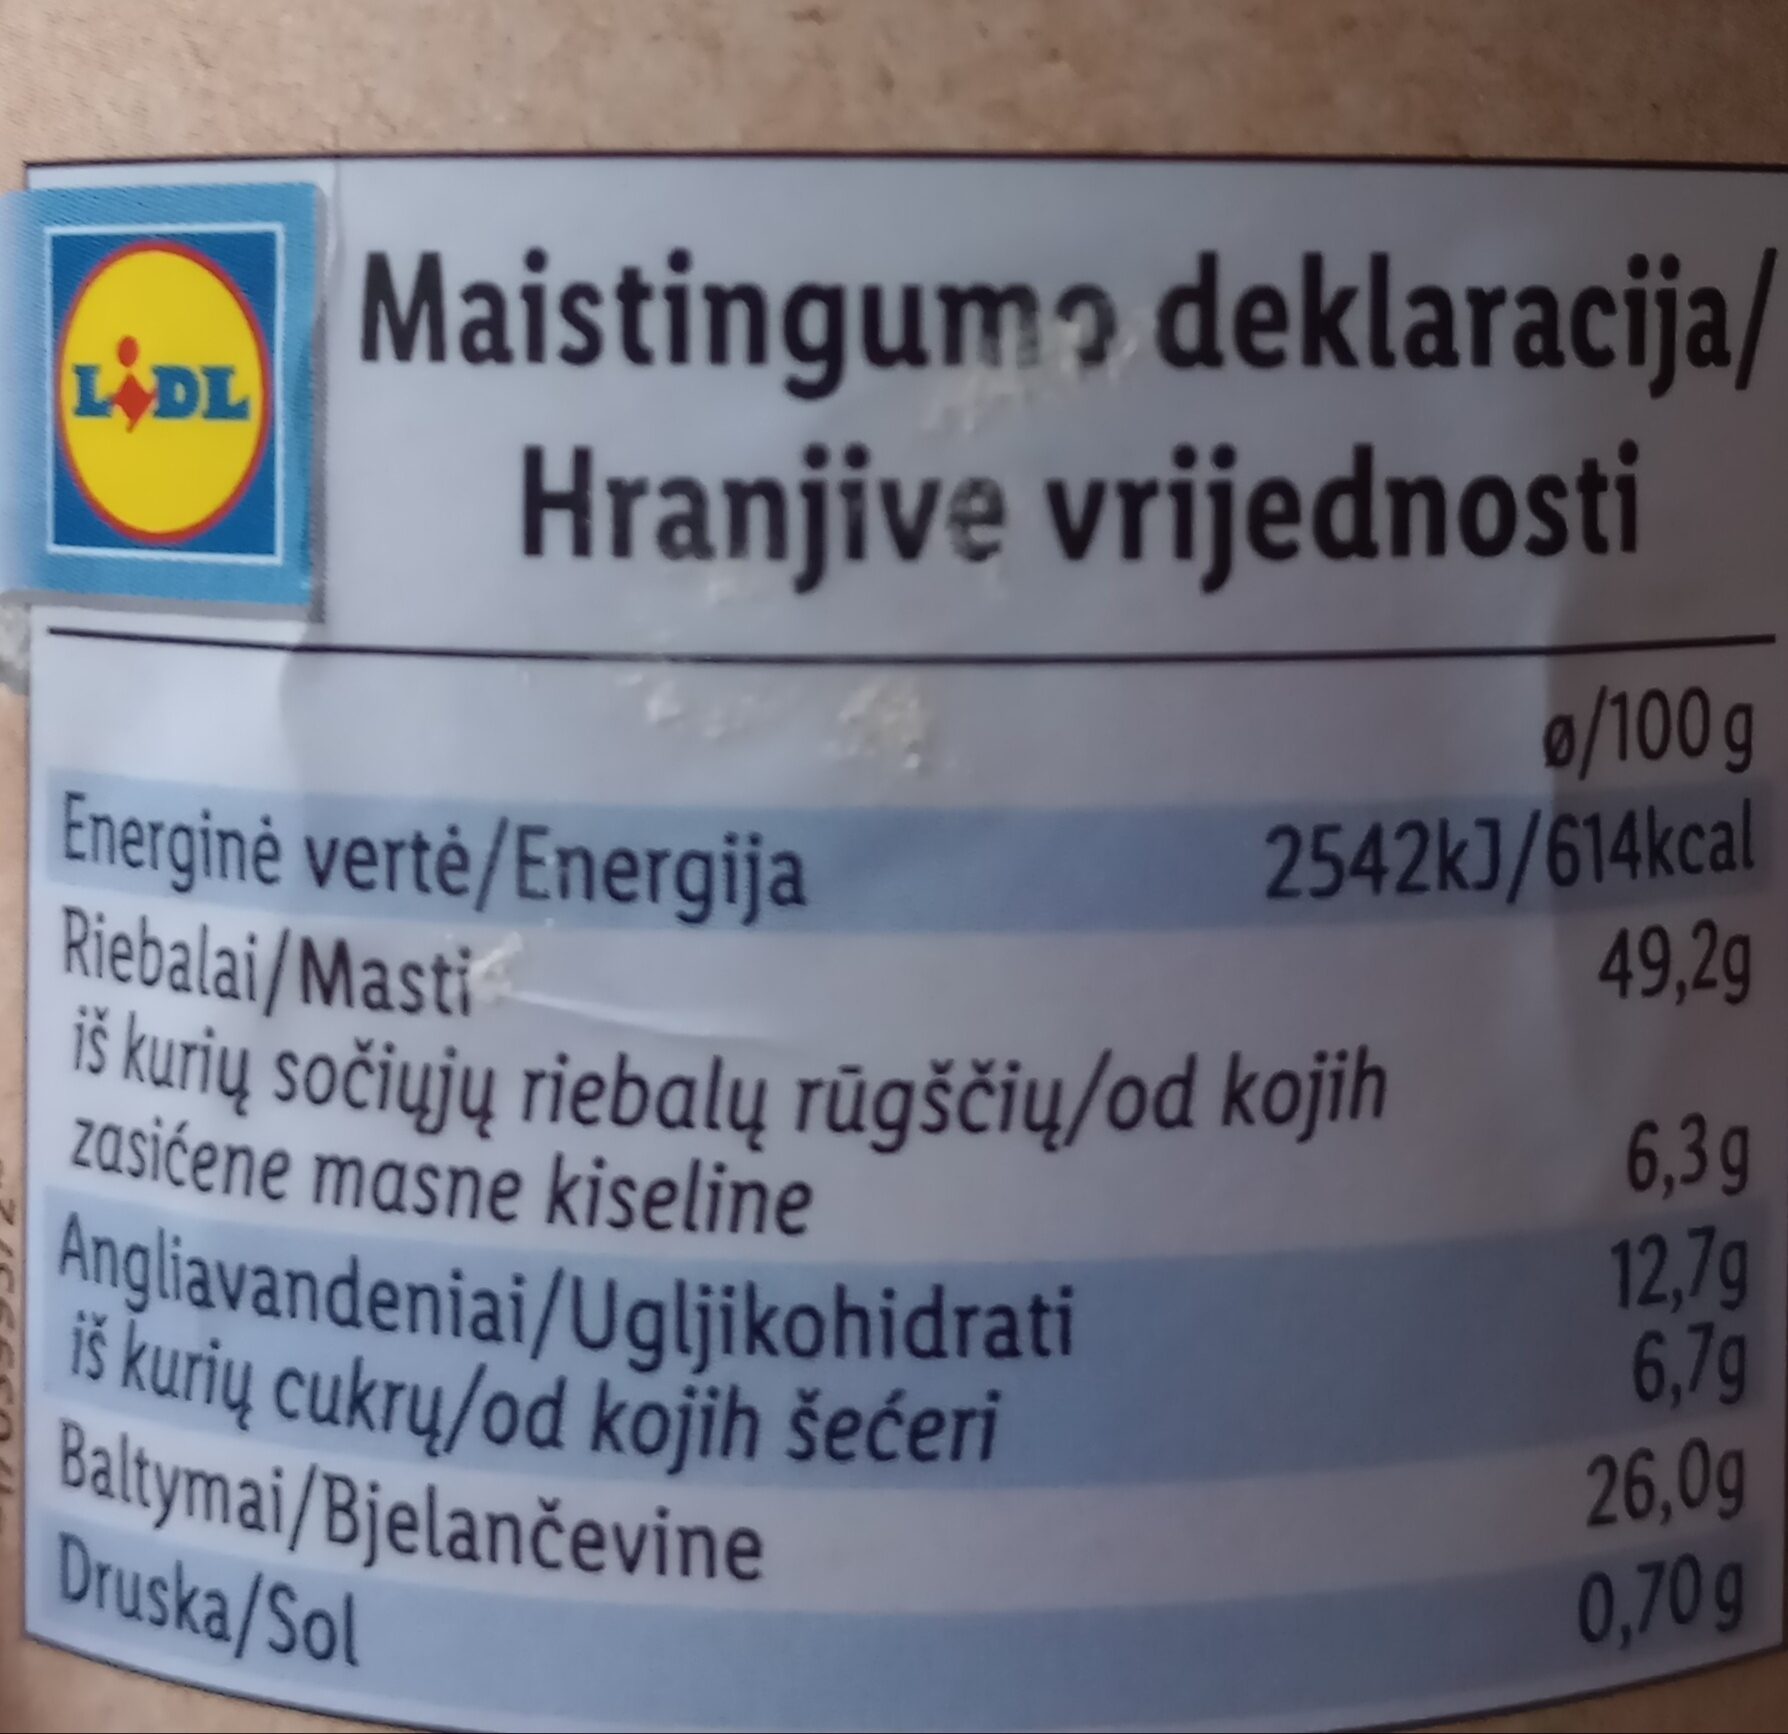 LIDL
Maistingumo deklaracija/
Hranjive vrijednosti
ø/100 g
Energinė vertė/Energija 2542kJ/614kcal
Riebalai/Masti 49,2g
iš kurių sočiųjų riebalų rūgščių/od kojih
zasićene masne kiseline 6,3 g
Angliavandeniai/Ugljikohidrati 12,7g
iš kurių cukrų/od kojih šećeri 6,7g
Baltymai/Bjelančevine 26,0g
Druska/Sol 0,70 g